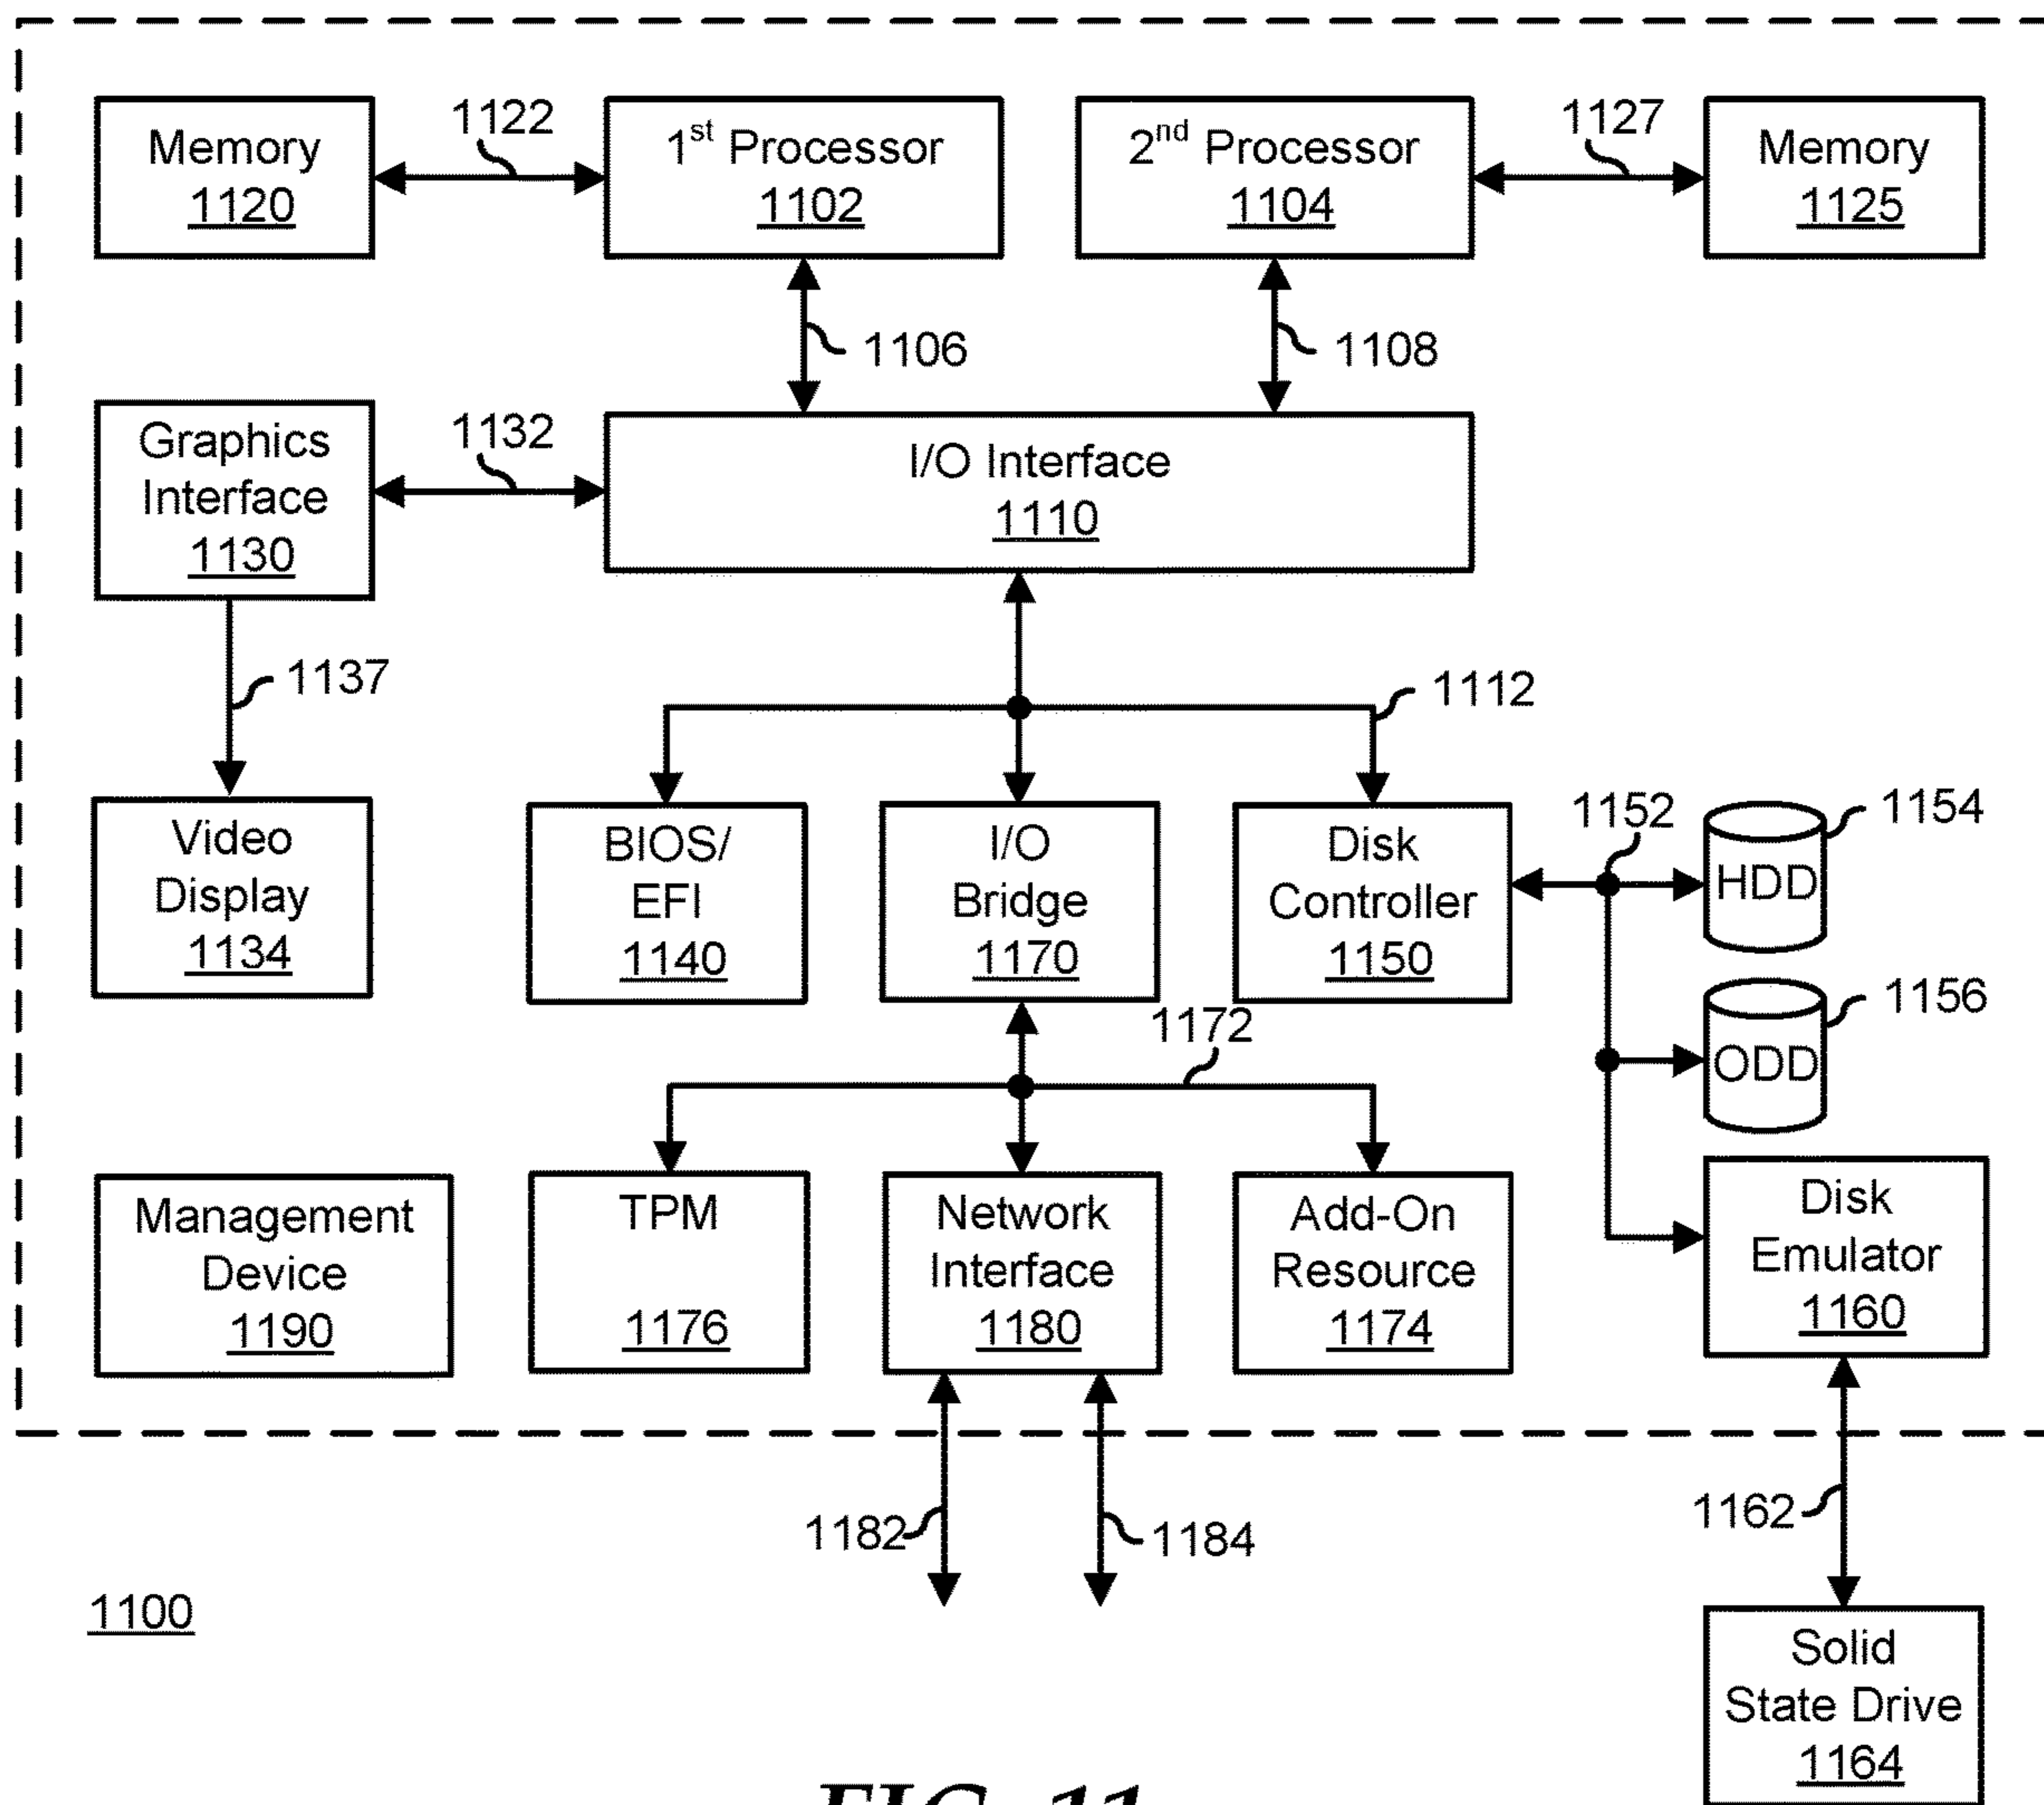 Memory
1120
1122
1st Processor
1102
2nd Processor
1104
1127
Memory
1125
1106
1108
Graphics
Interface
1130
1132
I/O Interface
1110
1137
1112
Video
Display
1134
BIOS/
EFI
1140
I/O
Bridge
1170
Disk
Controller
1150
1152
1154
HDD
1156
ODD
1172
Management
Device
1190
TPM
1176
Network
Interface
1180
Add-On
Resource
1174
Disk
Emulator
1160
1182
1184
1162
1100
Solid
State Drive
1164
FIG. 11